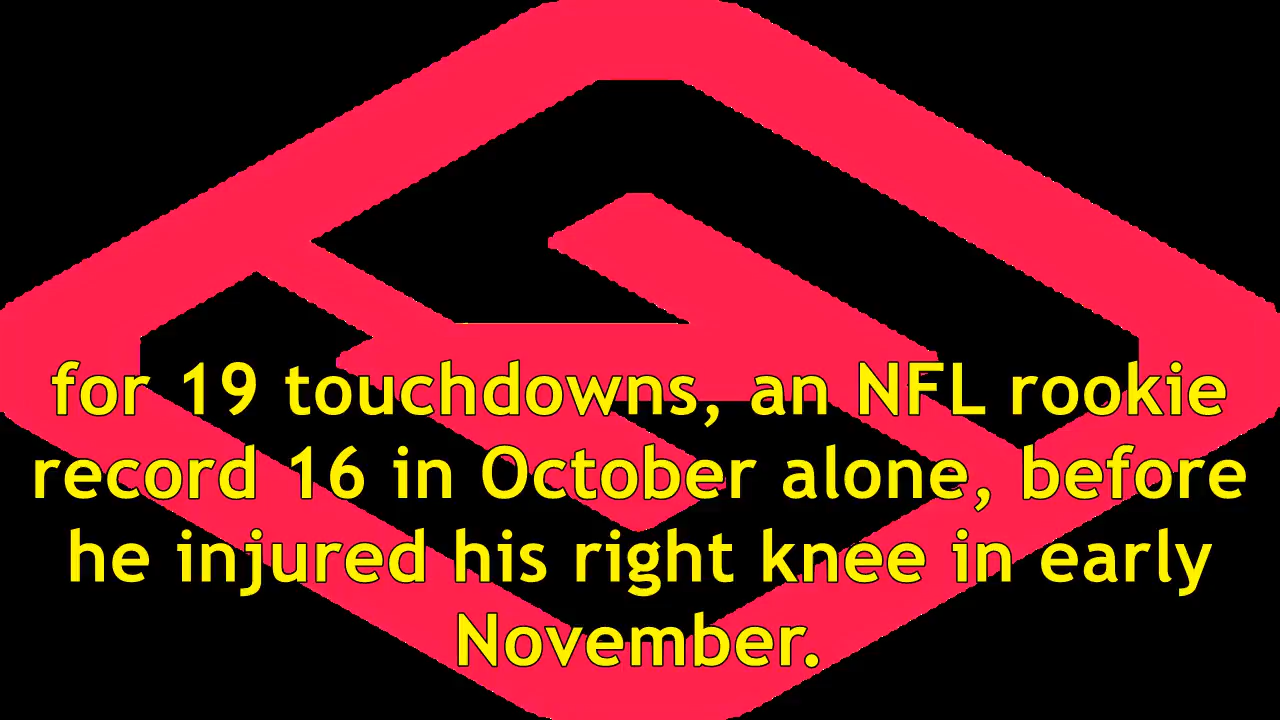 for 19 touchdowns, an NFL rookie
record 16 in October alone, before
he injured his right knee in early
November.